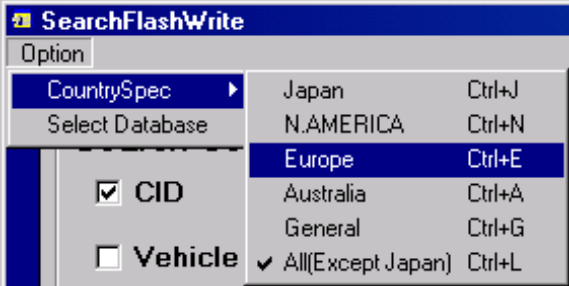 SearchFlashWrite
Option
CountrySpec
Select Database
Japan Ctrl+J
N.AMERICA Ctrl+N
Europe Ctrl+E
Australia Ctrl+A
General Ctrl+G
All(Except Japan) Ctrl+L
CID
Vehicle